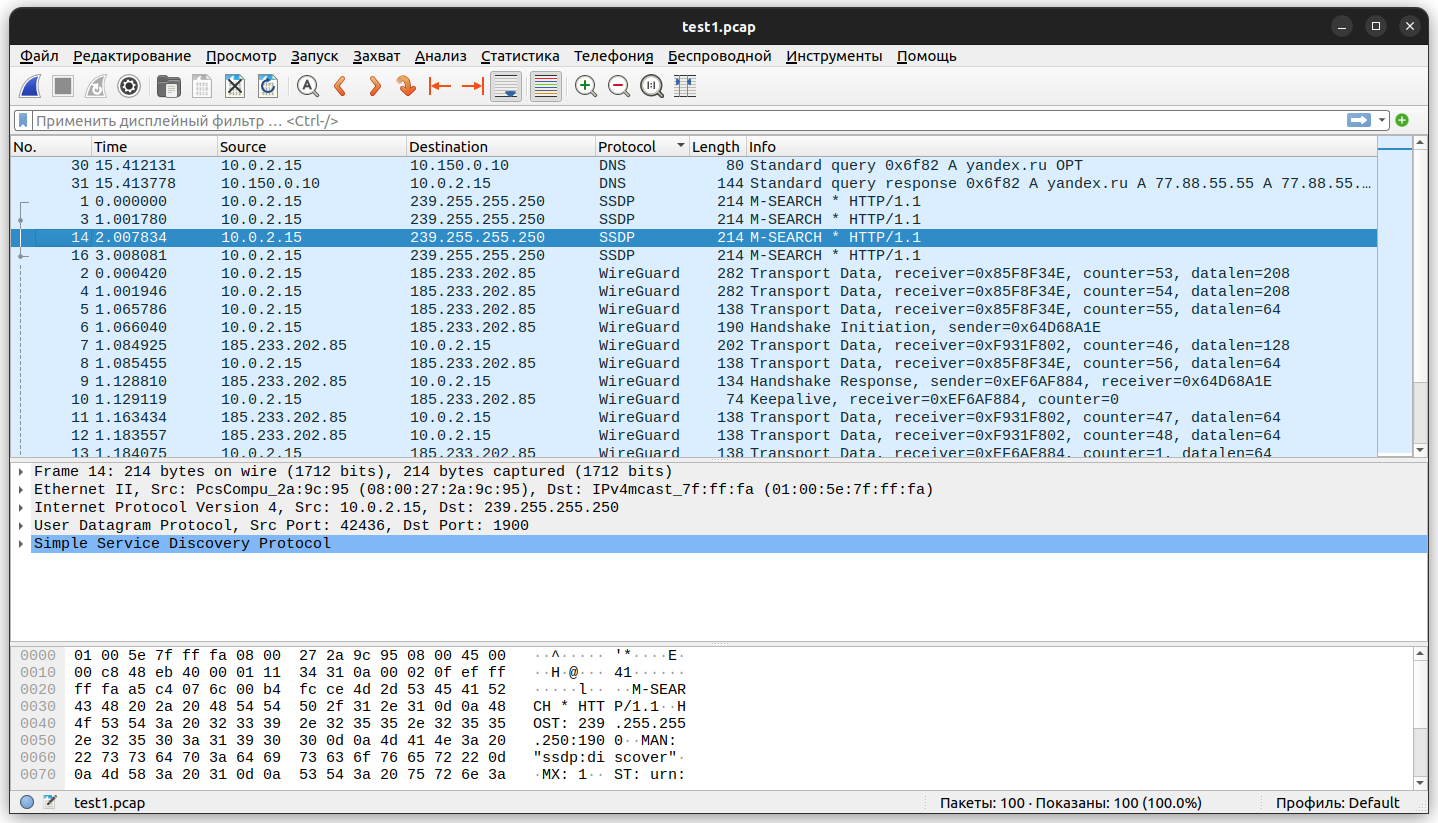 test1.pcap
Файл Редактирование Просмотр Запуск Захват Анализ Статистика Телефония Беспроводной Инструменты Помощь
Применить дисплейный фильтр … <Ctrl-/>
No. Time Source Destination Protocol Length Info
30 15.412131 10.0.2.15 10.150.0.10 DNS 80 Standard query 0x6f82 A yandex.ru OPT
31 15.413778 10.150.0.10 10.0.2.15 DNS 144 Standard query response 0x6f82 A yandex.ru A 77.88.55.55 A 77.88.55.…
1 0.000000 10.0.2.15 239.255.255.250 SSDP 214 M-SEARCH * HTTP/1.1
3 1.001780 10.0.2.15 239.255.255.250 SSDP 214 M-SEARCH * HTTP/1.1
14 2.007834 10.0.2.15 239.255.255.250 SSDP 214 M-SEARCH * HTTP/1.1
16 3.008081 10.0.2.15 239.255.255.250 SSDP 214 M-SEARCH * HTTP/1.1
2 0.000420 10.0.2.15 185.233.202.85 WireGuard 282 Transport Data, receiver=0x85F8F34E, counter=53, datalen=208
4 1.001946 10.0.2.15 185.233.202.85 WireGuard 282 Transport Data, receiver=0x85F8F34E, counter=54, datalen=208
5 1.065786 10.0.2.15 185.233.202.85 WireGuard 138 Transport Data, receiver=0x85F8F34E, counter=55, datalen=64
6 1.066040 10.0.2.15 185.233.202.85 WireGuard 190 Handshake Initiation, sender=0x64D68A1E
7 1.084925 185.233.202.85 10.0.2.15 WireGuard 202 Transport Data, receiver=0xF931F802, counter=46, datalen=128
8 1.085455 10.0.2.15 185.233.202.85 WireGuard 138 Transport Data, receiver=0x85F8F34E, counter=56, datalen=64
9 1.128810 185.233.202.85 10.0.2.15 WireGuard 134 Handshake Response, sender=0xEF6AF884, receiver=0x64D68A1E
10 1.129119 10.0.2.15 185.233.202.85 WireGuard 74 Keepalive, receiver=0xEF6AF884, counter=0
11 1.163434 185.233.202.85 10.0.2.15 WireGuard 138 Transport Data, receiver=0xF931F802, counter=47, datalen=64
12 1.183557 185.233.202.85 10.0.2.15 WireGuard 138 Transport Data, receiver=0xF931F802, counter=48, datalen=64
13 1.184075 10.0.2.15 185.233.202.85 WireGuard 138 Transport Data, receiver=0xEF6AF884, counter=1, datalen=64
Frame 14: 214 bytes on wire (1712 bits), 214 bytes captured (1712 bits)
Ethernet II, Src: PcsCompu_2a:9c:95 (08:00:27:2a:9c:95), Dst: IPv4mcast_7f:ff:fa (01:00:5e:7f:ff:fa)
Internet Protocol Version 4, Src: 10.0.2.15, Dst: 239.255.255.250
User Datagram Protocol, Src Port: 42436, Dst Port: 1900
Simple Service Discovery Protocol
0000 01 00 5e 7f ff fa 08 00 27 2a 9c 95 08 00 45 00 ··^····· '*····E·
0010 00 c8 48 eb 40 00 01 11 34 31 0a 00 02 0f ef ff ··H·@··· 41······
0020 ff fa a5 c4 07 6c 00 b4 fc ce 4d 2d 53 45 41 52 ·····l·· ··M-SEAR
0030 43 48 20 2a 20 48 54 54 50 2f 31 2e 31 0d 0a 48 CH * HTT P/1.1··H
0040 4f 53 54 3a 20 32 33 39 2e 32 35 35 2e 32 35 35 OST: 239 .255.255
0050 2e 32 35 30 3a 31 39 30 30 0d 0a 4d 41 4e 3a 20 .250:190 0··MAN:
0060 22 73 73 64 70 3a 64 69 73 63 6f 76 65 72 22 0d "ssdp:di scover"·
0070 0a 4d 58 3a 20 31 0d 0a 53 54 3a 20 75 72 6e 3a ·MX: 1·· ST: urn:
test1.pcap Пакеты: 100 · Показаны: 100 (100.0%) Профиль: Default